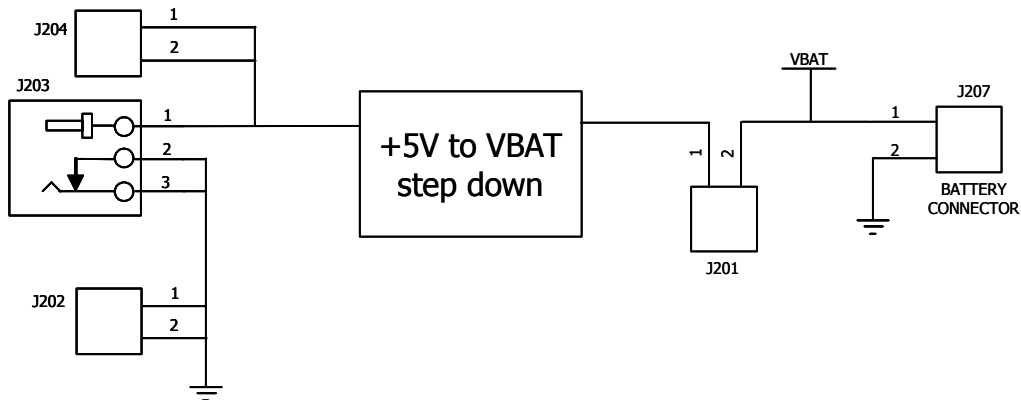 J204
1
2
J203
1
2
3
+5V to VBAT
step down
VBAT
1
2
J201
J207
1
2
BATTERY
CONNECTOR
J202
1
2